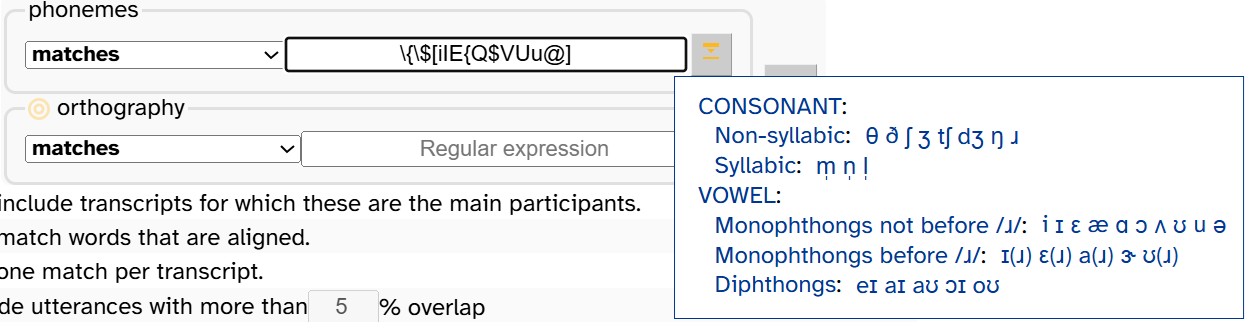 phonemes
matches
\{\$[iIE{Q$VUu@]
orthography
matches
Regular expression
include transcripts for which these are the main participants.
match words that are aligned.
one match per transcript.
de utterances with more than 5 % overlap
CONSONANT:
Non-syllabic: θ ð ʃ ʒ tʃ dʒ ŋ ɹ
Syllabic: m̩ n̩ l̩
VOWEL:
Monophthongs not before /ɹ/: i ɪ ɛ æ ɑ ɔ ʌ ʊ u ə
Monophthongs before /ɹ/: ɪ(ɹ) ɛ(ɹ) a(ɹ) ɝ ʊ(ɹ)
Diphthongs: eɪ aɪ aʊ ɔɪ oʊ